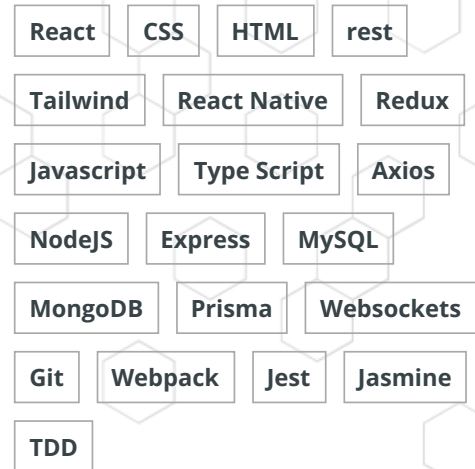 React CSS HTML rest
Tailwind React Native Redux
Javascript Type Script Axios
NodeJS Express MySQL
MongoDB Prisma Websockets
Git Webpack Jest Jasmine
TDD